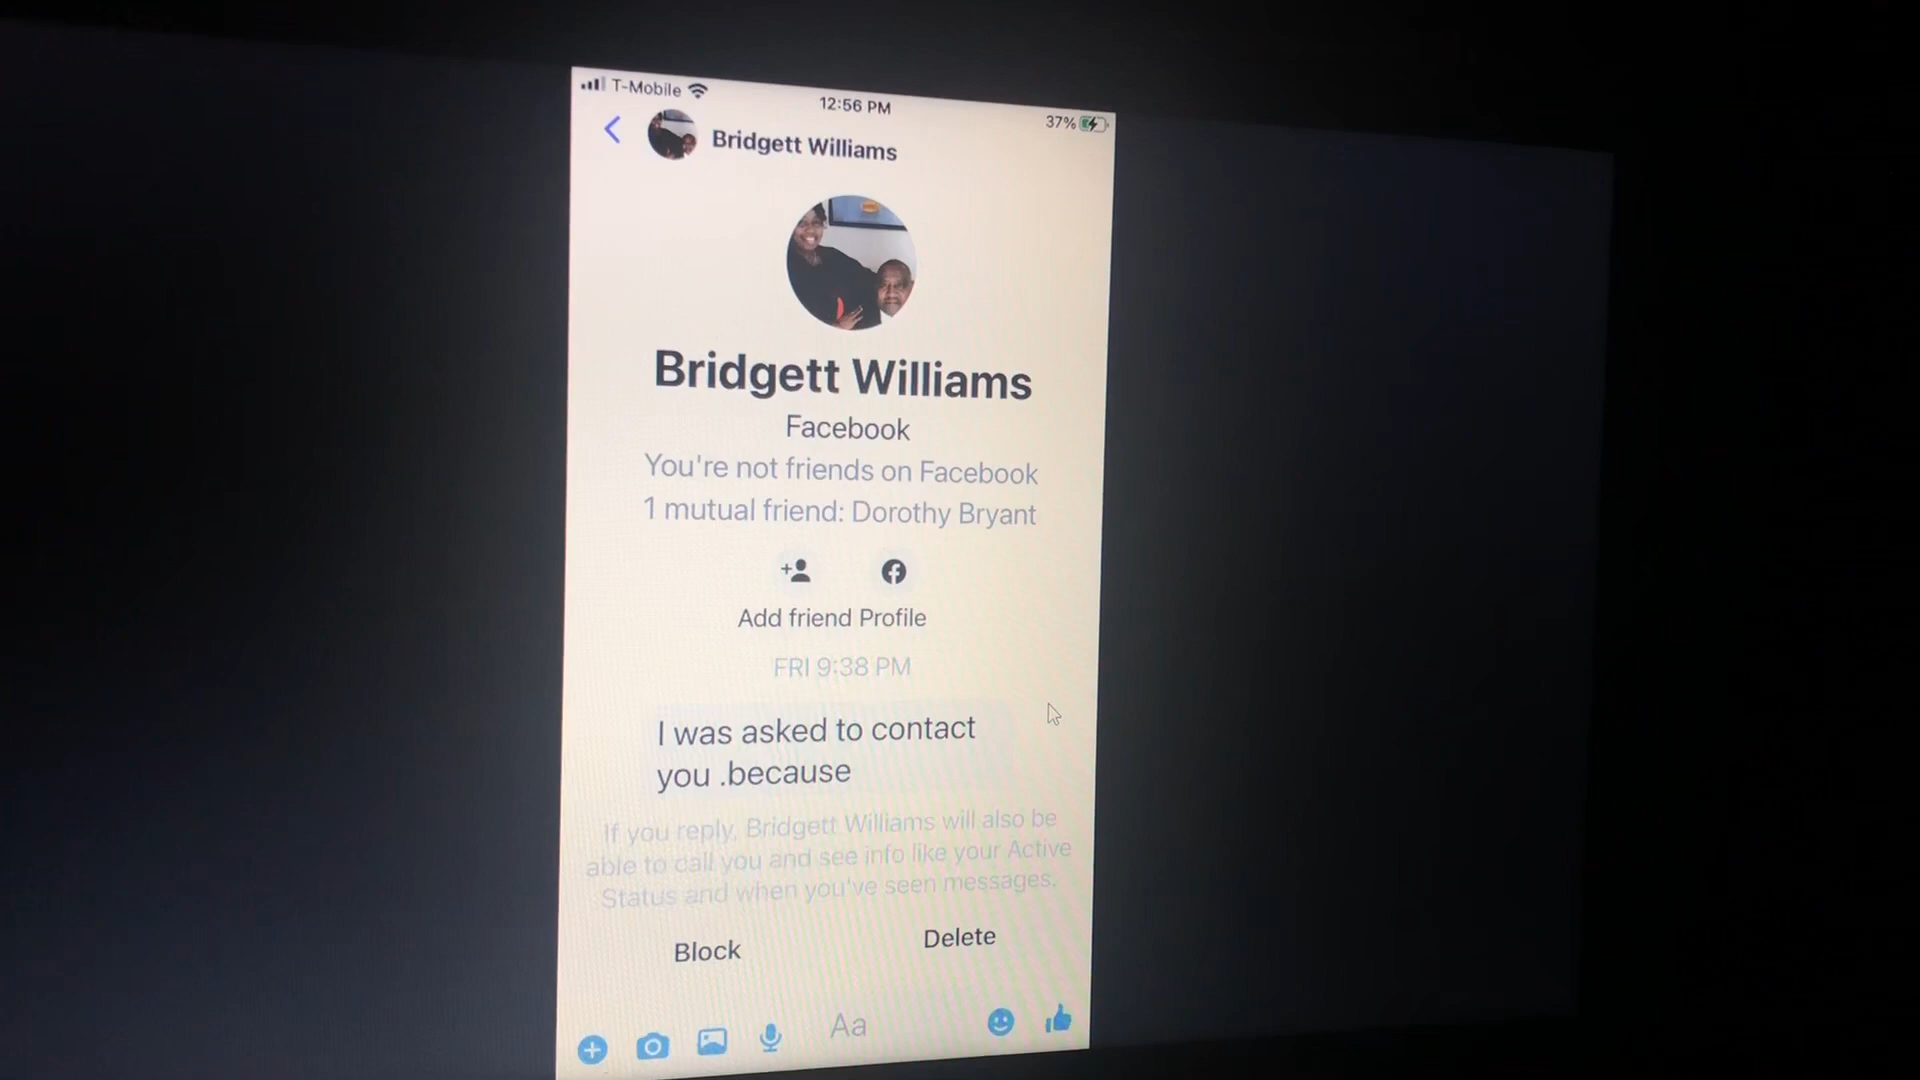 T-Mobile
12:56 PM
37%
Bridgett Williams
Bridgett Williams
Facebook
You're not friends on Facebook
1 mutual friend: Dorothy Bryant
Add friend Profile
FRI 9:38 PM
I was asked to contact
you .because
If you reply, Bridgett Williams will also be
able to call you and see info like your Active
Status and when you've seen messages.
Block
Delete
Aa